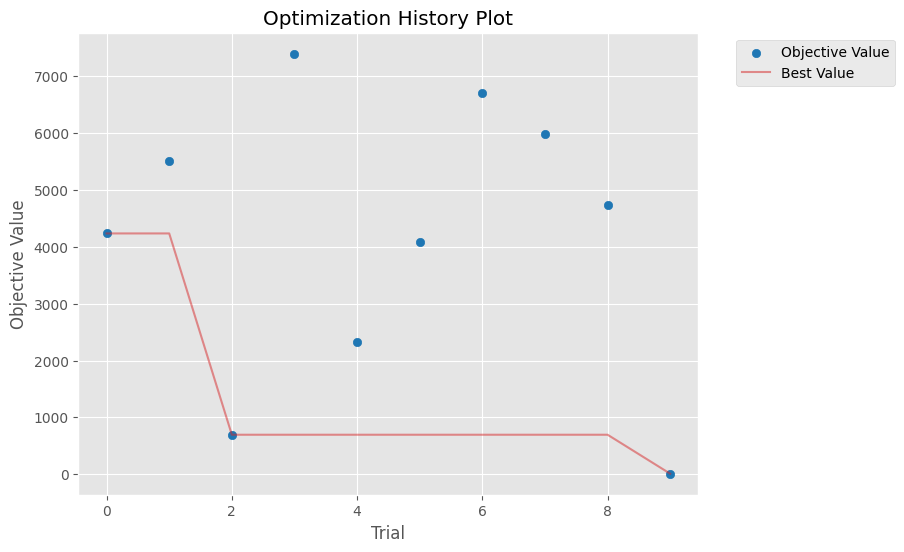 Optimization History Plot
Objective Value
Best Value
Objective Value
7000
6000
5000
4000
3000
2000
1000
0
0 2 4 6 8
Trial